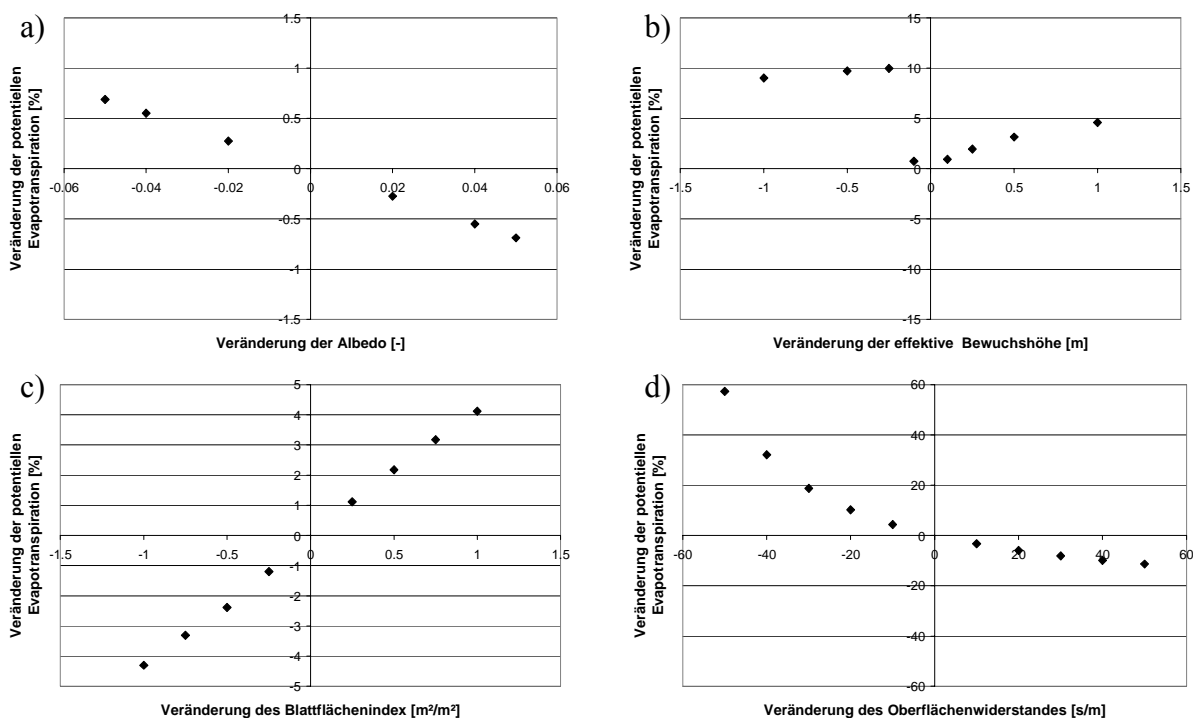 a)
Veränderung der potentiellen
Evapotranspiration [%]
1.5
1
0.5
0
-0.5
-1
-1.5
-0.06 -0.04 -0.02 0 0.02 0.04 0.06
Veränderung der Albedo [-]
b)
Veränderung der potentiellen
Evapotranspiration [%]
15
10
5
0
-5
-10
-15
-1.5 -1 -0.5 0 0.5 1 1.5
Veränderung der effektive Bewuchshöhe [m]
c)
Veränderung der potentiellen
Evapotranspiration [%]
5
4
3
2
1
0
-1
-2
-3
-4
-5
-1.5 -1 -0.5 0 0.5 1 1.5
Veränderung des Blattflächenindex [m²/m²]
d)
Veränderung der potentiellen
Evapotranspiration [%]
60
40
20
0
-20
-40
-60
-60 -40 -20 0 20 40 60
Veränderung des Oberflächenwiderstandes [s/m]